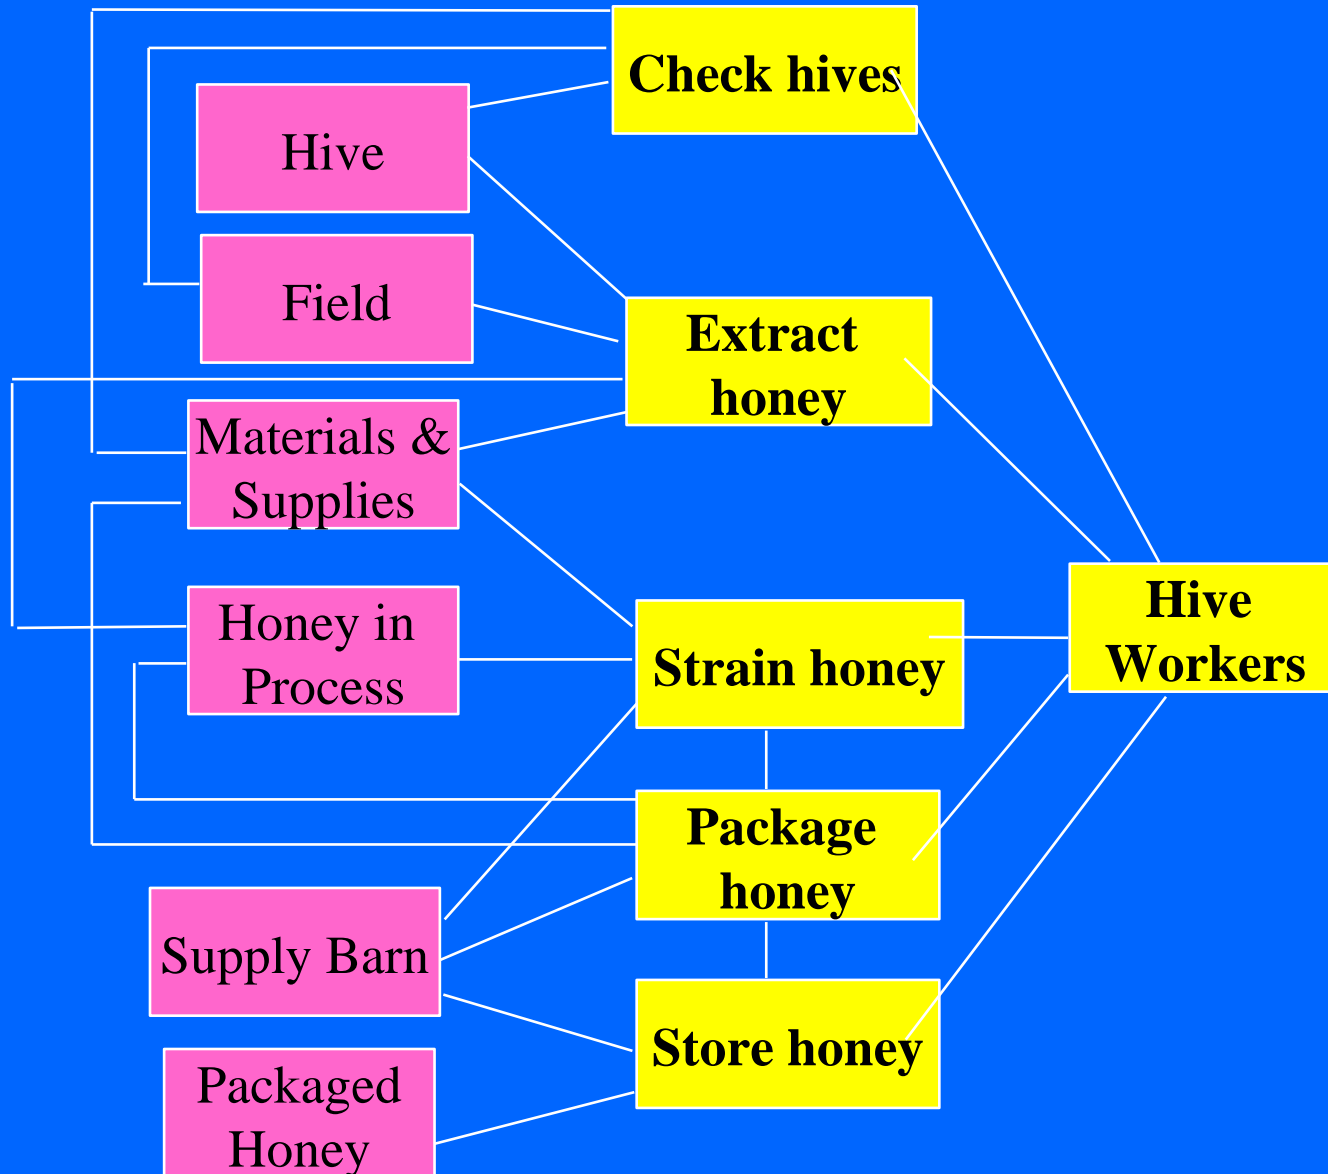 Check hives
Hive
Field
Extract
honey
Materials &
Supplies
Honey in
Process
Hive
Workers
Strain honey
Package
honey
Supply Barn
Store honey
Packaged
Honey